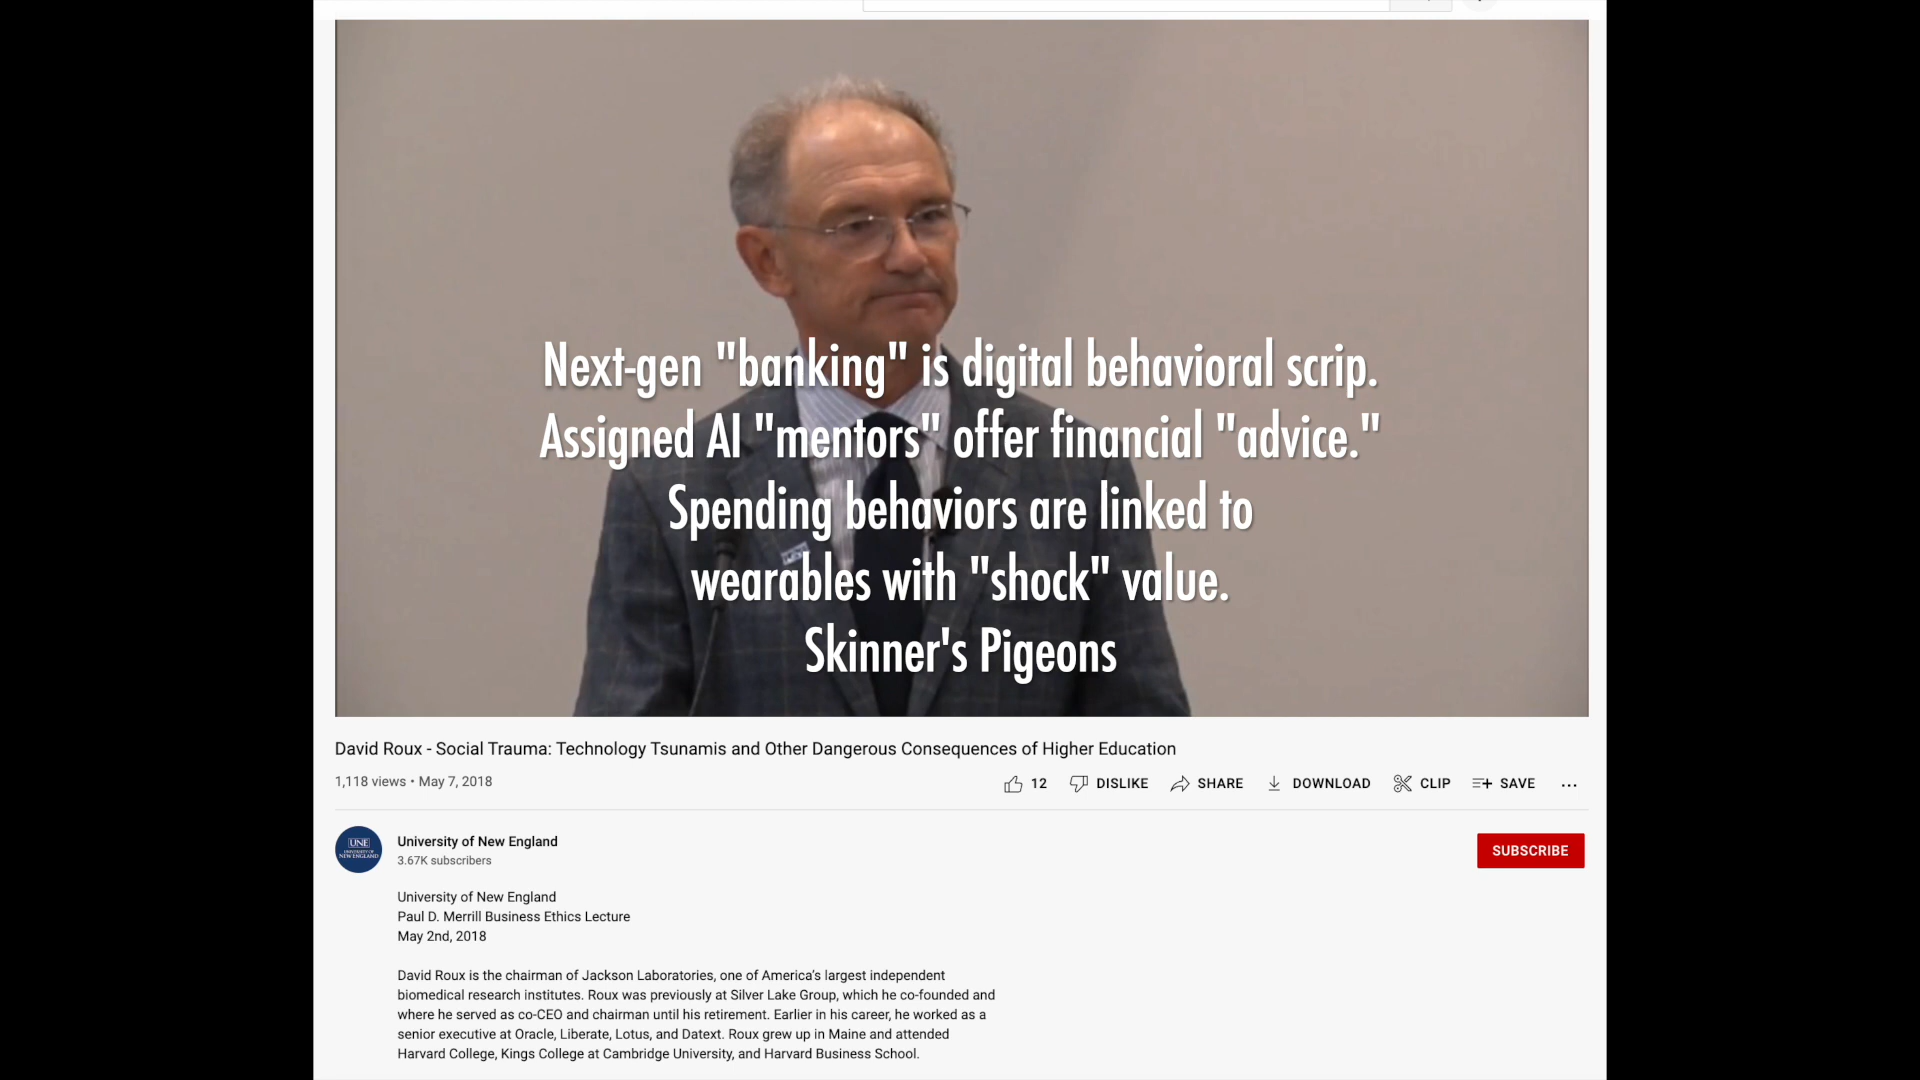 Next-gen "banking" is digital behavioral scrip.
Assigned AI "mentors" offer financial "advice."
Spending behaviors are linked to
wearables with "shock" value.
Skinner's Pigeons
David Roux - Social Trauma: Technology Tsunamis and Other Dangerous Consequences of Higher Education
1,118 views • May 7, 2018
12 DISLIKE SHARE DOWNLOAD CLIP SAVE ...
UNE
UNIVERSITY OF
NEW ENGLAND
University of New England
3.67K subscribers
SUBSCRIBE
University of New England
Paul D. Merrill Business Ethics Lecture
May 2nd, 2018
David Roux is the chairman of Jackson Laboratories, one of America’s largest independent
biomedical research institutes. Roux was previously at Silver Lake Group, which he co-founded and
where he served as co-CEO and chairman until his retirement. Earlier in his career, he worked as a
senior executive at Oracle, Liberate, Lotus, and Datext. Roux grew up in Maine and attended
Harvard College, Kings College at Cambridge University, and Harvard Business School.